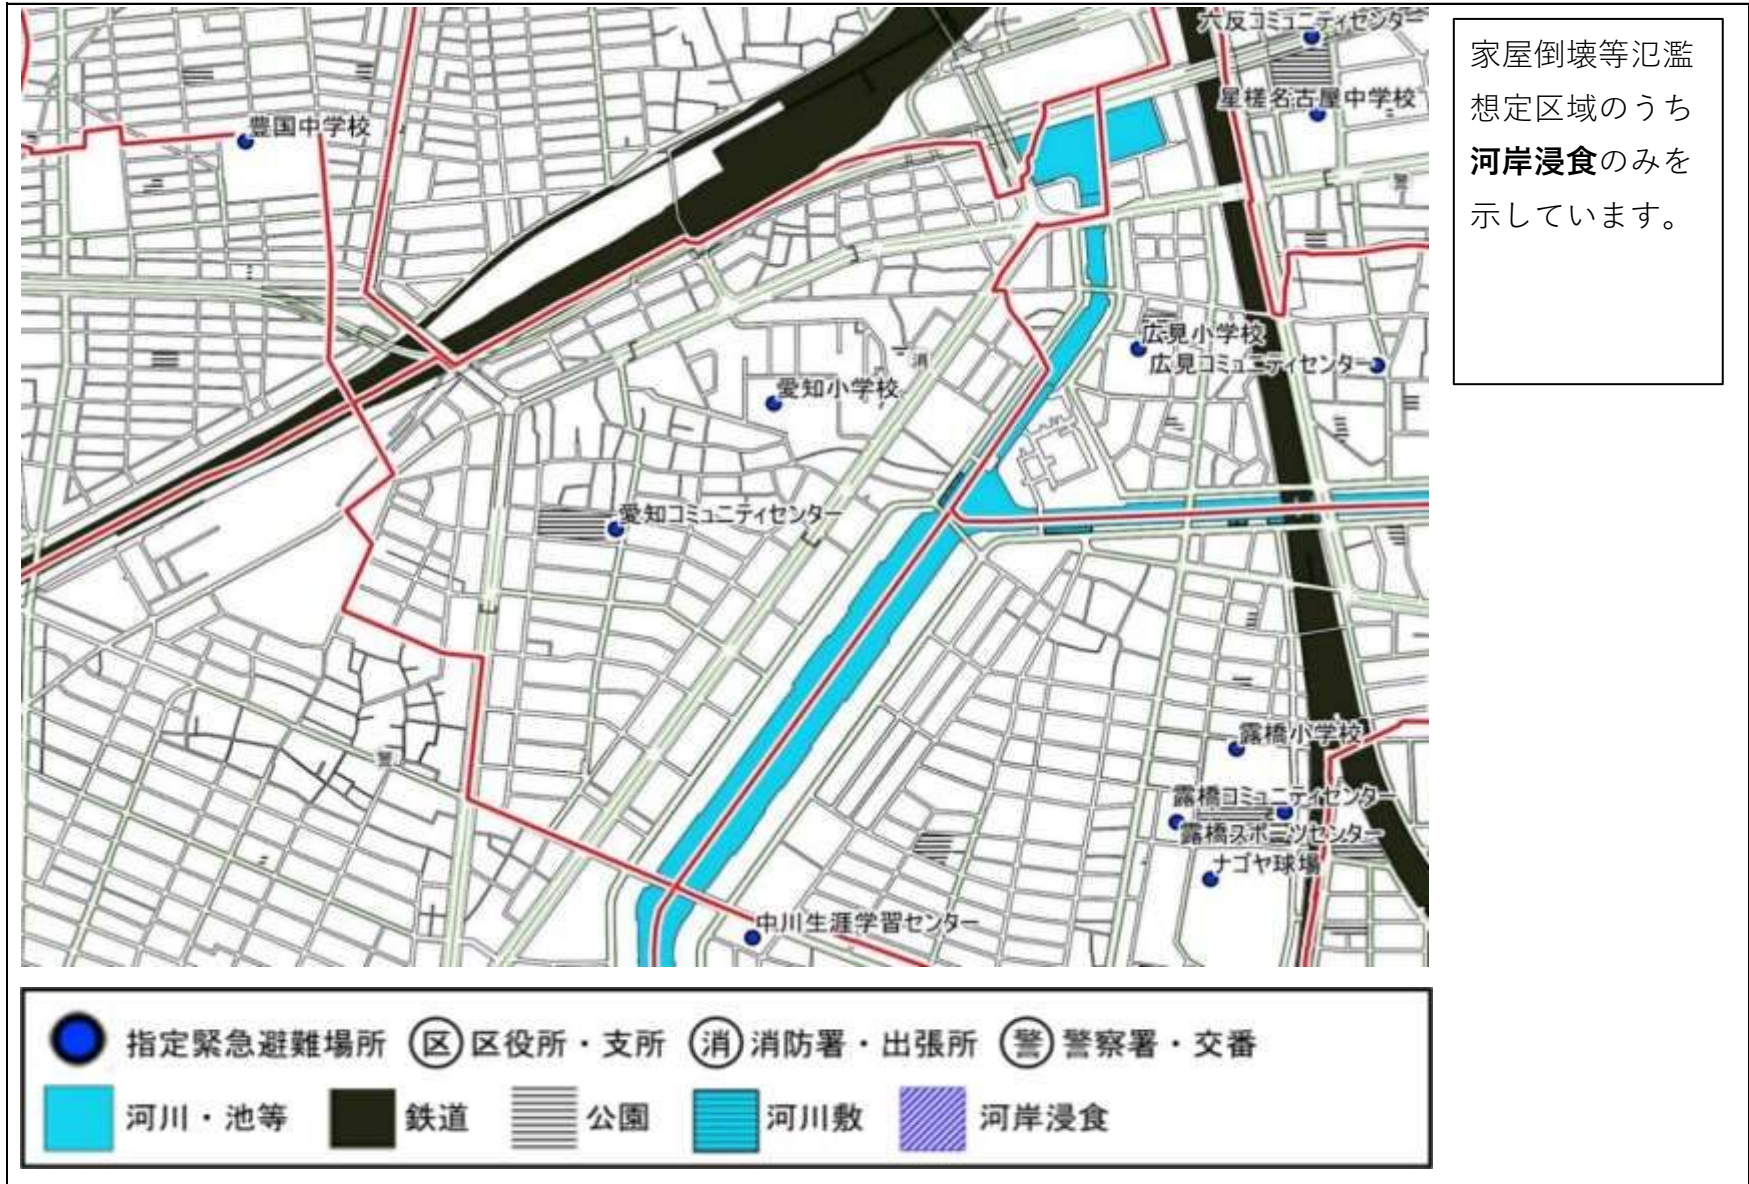 六反コミュニティセンター
星槎名古屋中学校
豊国中学校
警
広見小学校
広見コミュニティセンター
消
愛知小学校
愛知コミュニティセンター
露橋小学校
警
露橋コミュニティセンター
露橋スポーツセンター
ナゴヤ球場
中川生涯学習センター
家屋倒壊等氾濫
想定区域のうち
河岸浸食のみを
示しています。
指定緊急避難場所 区 区役所・支所 消 消防署・出張所 警 警察署・交番
河川・池等 鉄道 公園 河川敷 河岸浸食